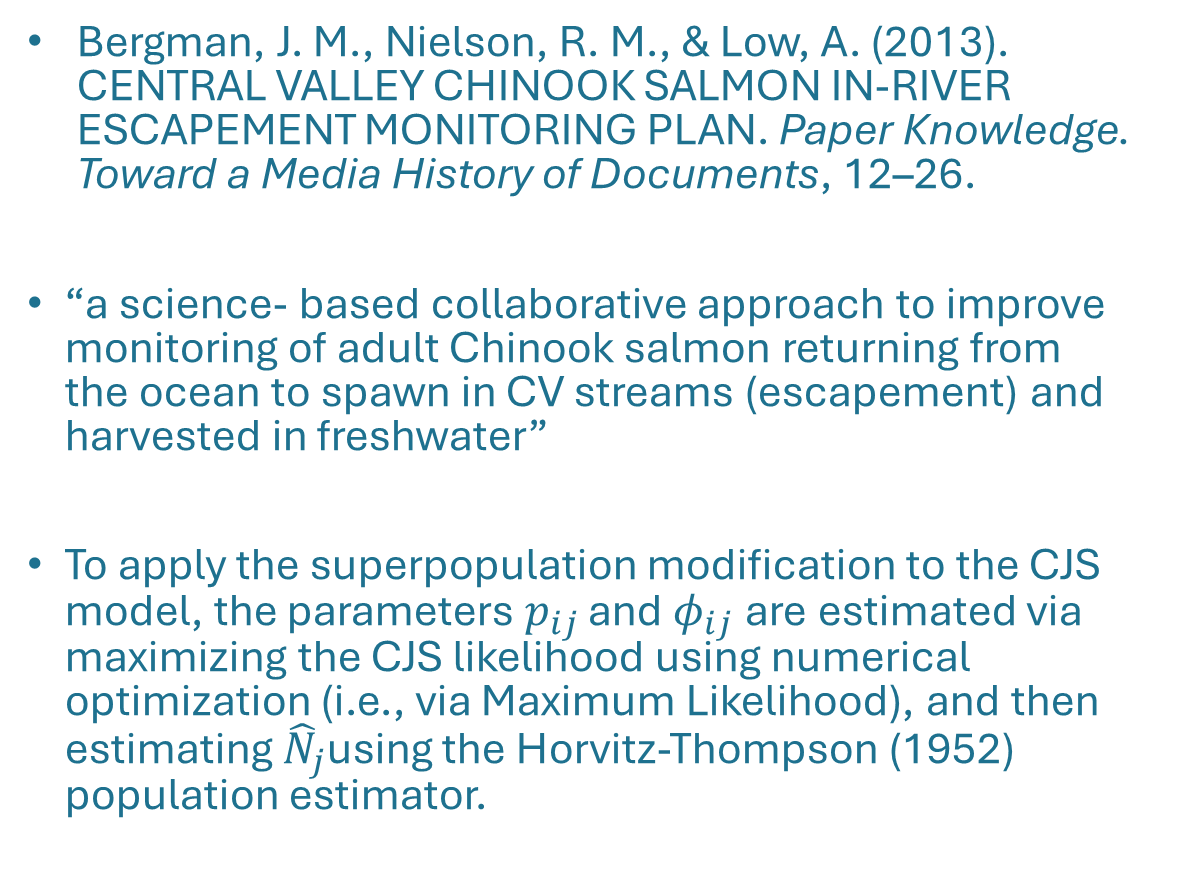 • Bergman, J. M., Nielson, R. M., & Low, A. (2013).
CENTRAL VALLEY CHINOOK SALMON IN-RIVER
ESCAPEMENT MONITORING PLAN. Paper Knowledge.
Toward a Media History of Documents, 12–26.
• “a science- based collaborative approach to improve
monitoring of adult Chinook salmon returning from
the ocean to spawn in CV streams (escapement) and
harvested in freshwater”
• To apply the superpopulation modification to the CJS
model, the parameters 𝑝𝑖𝑗 and 𝜙𝑖𝑗 are estimated via
maximizing the CJS likelihood using numerical
optimization (i.e., via Maximum Likelihood), and then
estimating 𝑁̂𝑗 using the Horvitz-Thompson (1952)
population estimator.